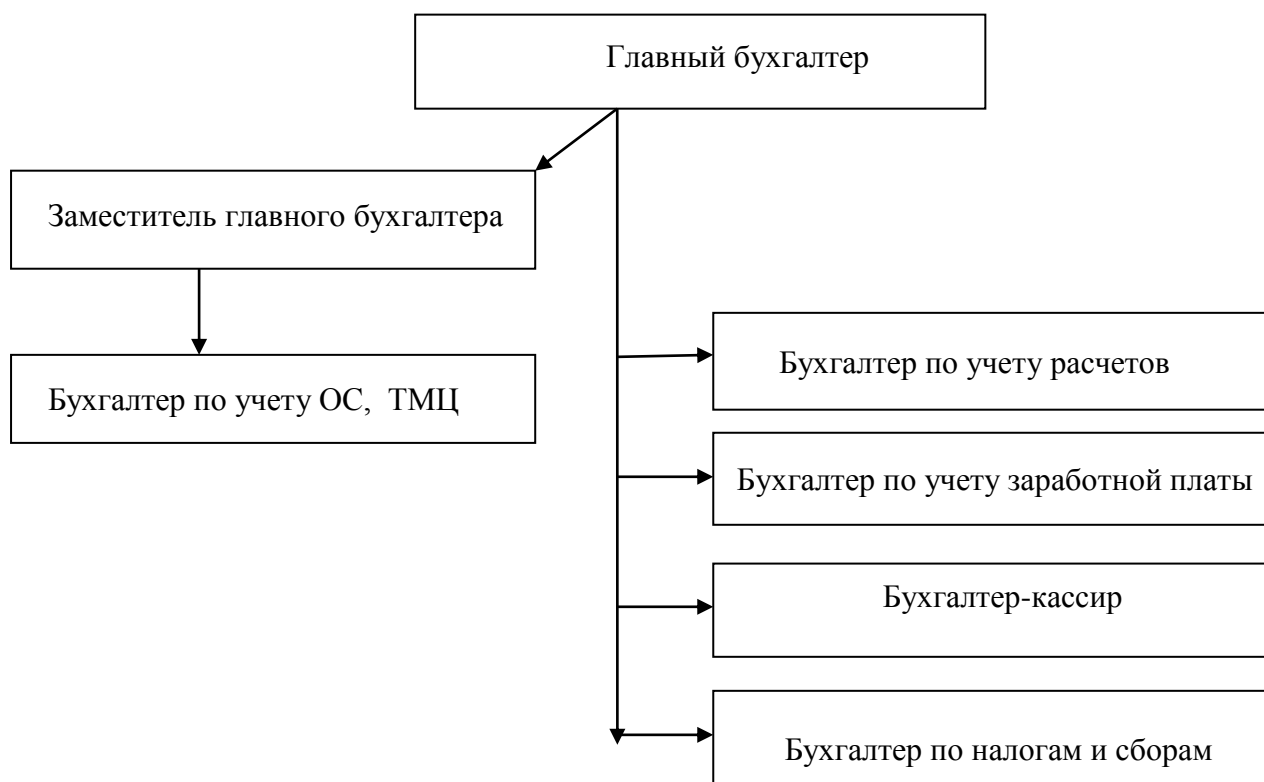 Главный бухгалтер
Заместитель главного бухгалтера
Бухгалтер по учету ОС, ТМЦ
Бухгалтер по учету расчетов
Бухгалтер по учету заработной платы
Бухгалтер-кассир
Бухгалтер по налогам и сборам